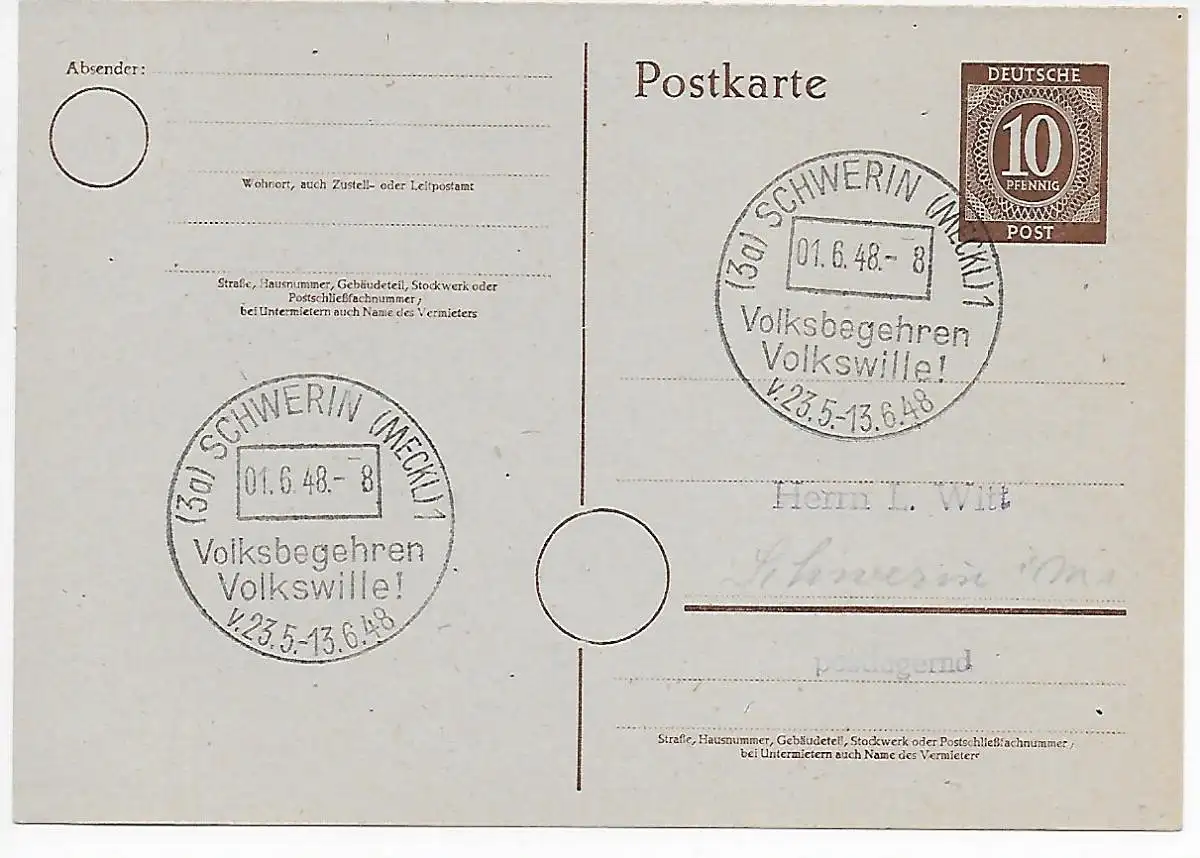 Absender:
Wohnort, auch Zustell- oder Leitpostamt
Straße, Hausnummer, Gebäudeteil, Stockwerk oder
Postschließfachnummer;
bei Untermietern auch Name des Vermieters
(3a) SCHWERIN (MECKL) 1
01.6.48.- 8
Volksbegehren
Volkswille!
v. 23.5.-13.6.48
Postkarte
DEUTSCHE
10
PFENNIG
POST
(3a) SCHWERIN (MECKL) 1
01.6.48.- 8
Volksbegehren
Volkswille!
v. 23.5.-13.6.48
Herrn L. Witt
Schwerin i/M.
postlagernd
Straße, Hausnummer, Gebäudeteil, Stockwerk oder Postschließfachnummer;
bei Untermietern auch Name des Vermieters